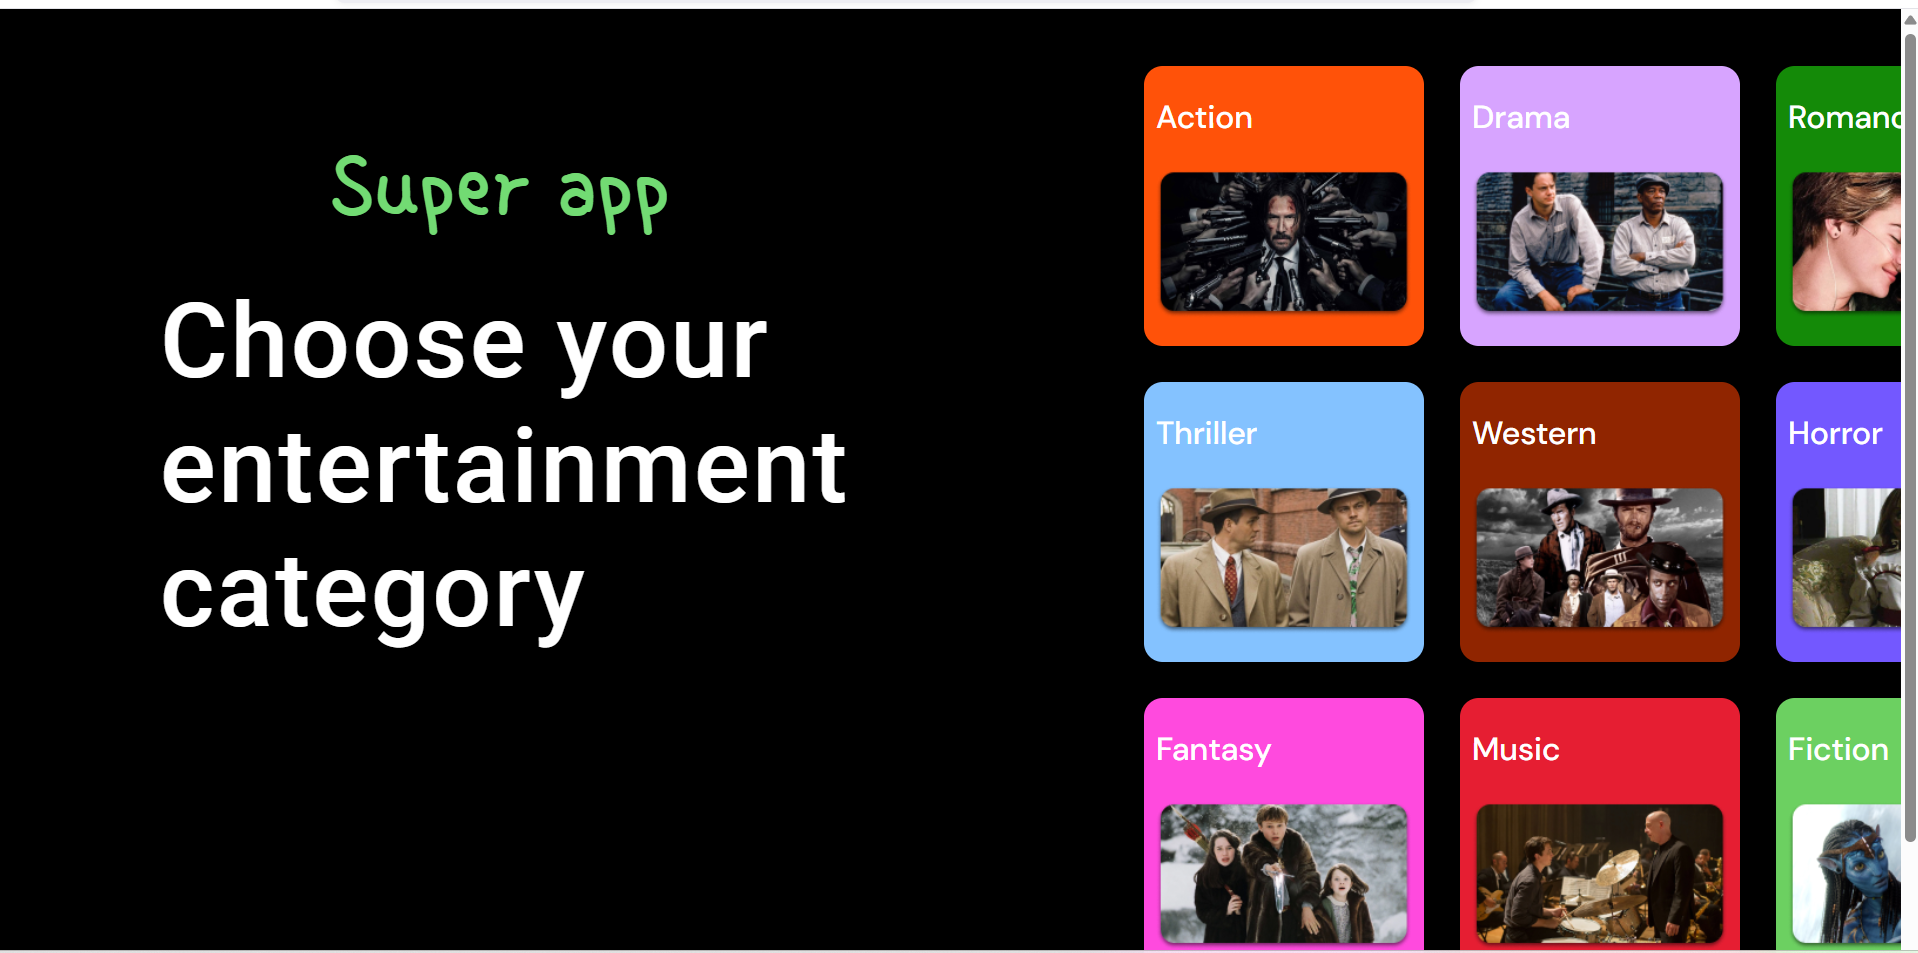 Super app
Choose your
entertainment
category
Action
Drama
Romanc
Thriller
Western
Horror
Fantasy
Music
Fiction